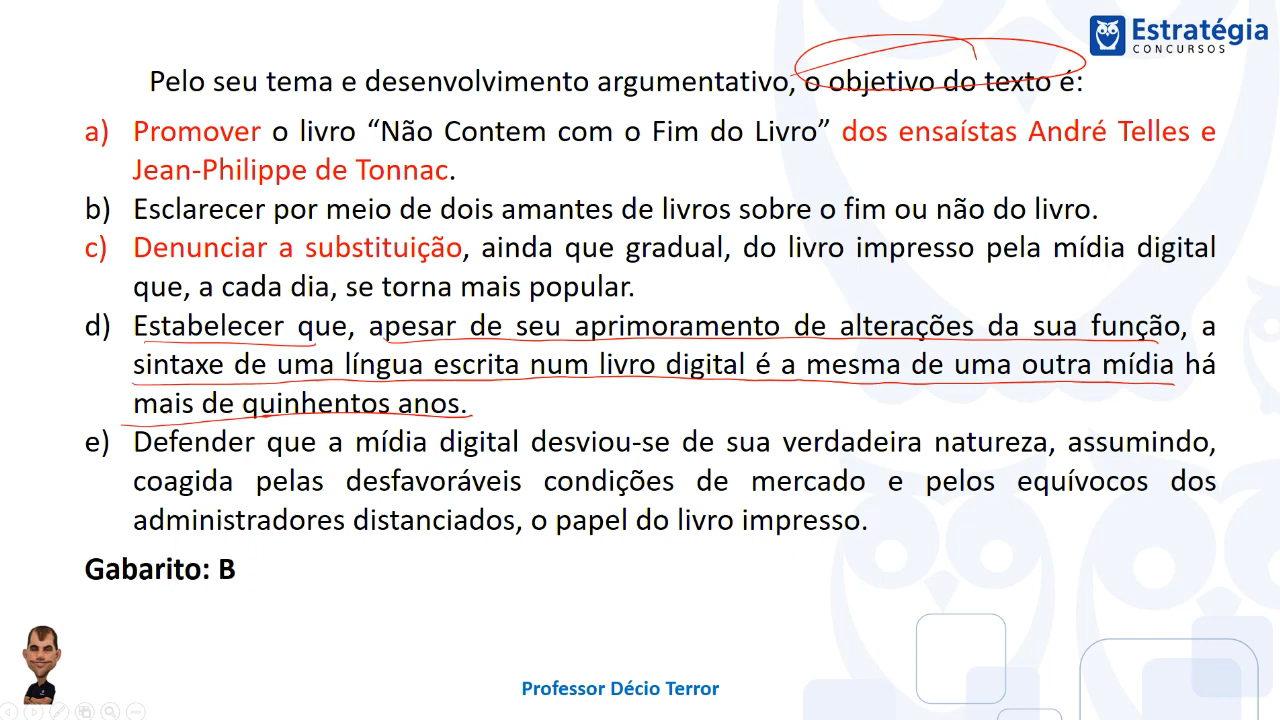 Estratégia
CONCURSOS
Pelo seu tema e desenvolvimento argumentativo, o objetivo do texto é:
a) Promover o livro “Não Contem com o Fim do Livro” dos ensaístas André Telles e
Jean-Philippe de Tonnac.
b) Esclarecer por meio de dois amantes de livros sobre o fim ou não do livro.
c) Denunciar a substituição, ainda que gradual, do livro impresso pela mídia digital
que, a cada dia, se torna mais popular.
d) Estabelecer que, apesar de seu aprimoramento de alterações da sua função, a
sintaxe de uma língua escrita num livro digital é a mesma de uma outra mídia há
mais de quinhentos anos.
e) Defender que a mídia digital desviou-se de sua verdadeira natureza, assumindo,
coagida pelas desfavoráveis condições de mercado e pelos equívocos dos
administradores distanciados, o papel do livro impresso.
Gabarito: B
Professor Décio Terror